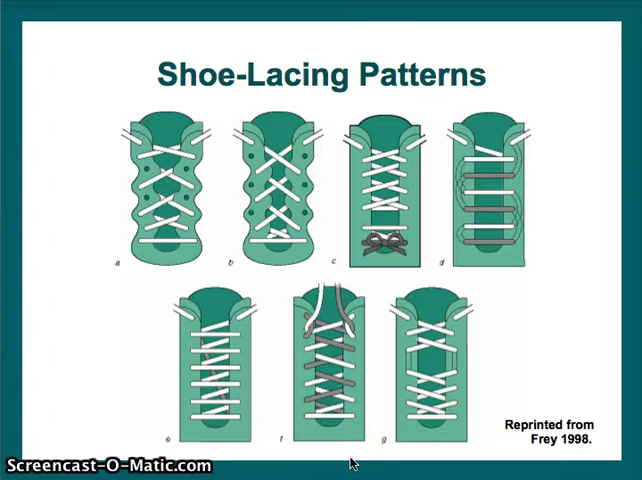 Shoe-Lacing Patterns
a
b
c
d
e
f
g
Reprinted from
Frey 1998.
Screencast-O-Matic.com